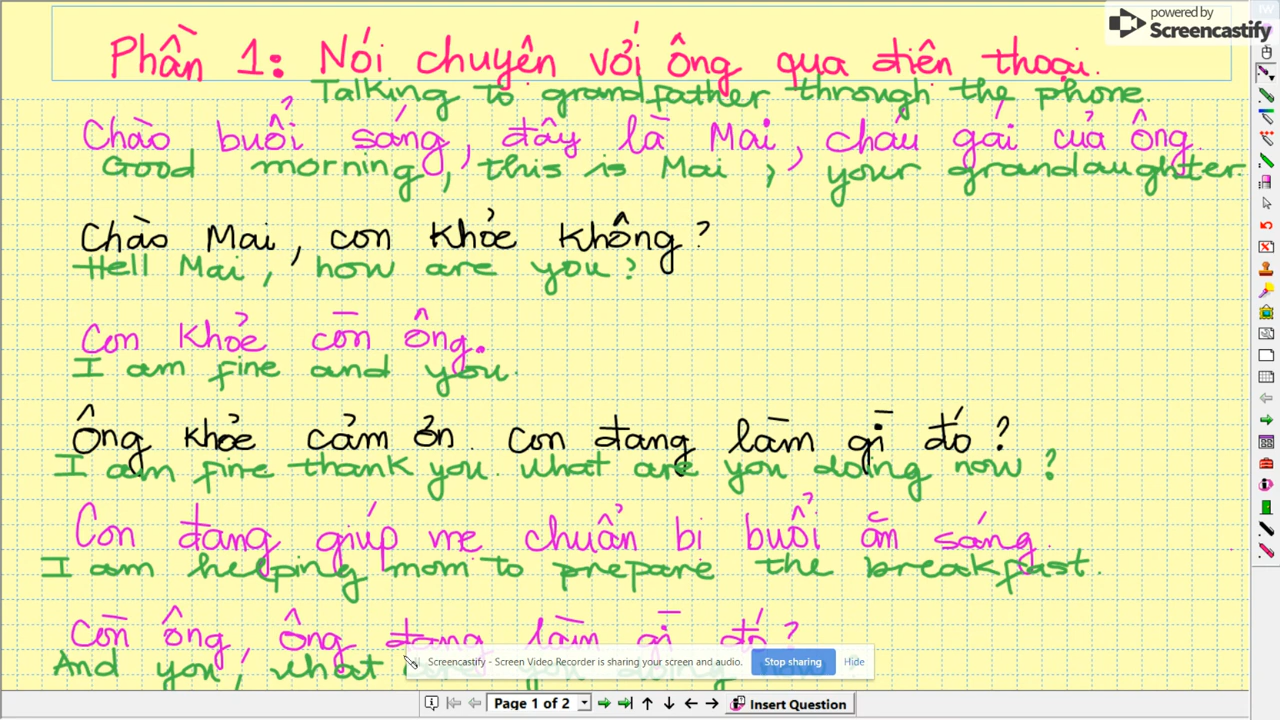 powered by
Screencastify
Phần 1: Nói chuyện với ông qua điện thoại.
Talking to grandfather through the phone.
Chào buổi sáng, đây là Mai, cháu gái của ông.
Good morning, this is Mai, your grandaughter.
Chào Mai, con khỏe không?
Hell Mai, how are you?
Con khỏe còn ông.
I am fine and you.
Ông khỏe cảm ơn. Con đang làm gì đó?
I am fine thank you. What are you doing now?
Con đang giúp mẹ chuẩn bị buổi ăn sáng.
I am helping mom to prepare the breakfast.
Còn ông, ông đang làm gì đó?
And you, what
Screencastify - Screen Video Recorder is sharing your screen and audio. Stop sharing Hide
Page 1 of 2 Insert Question